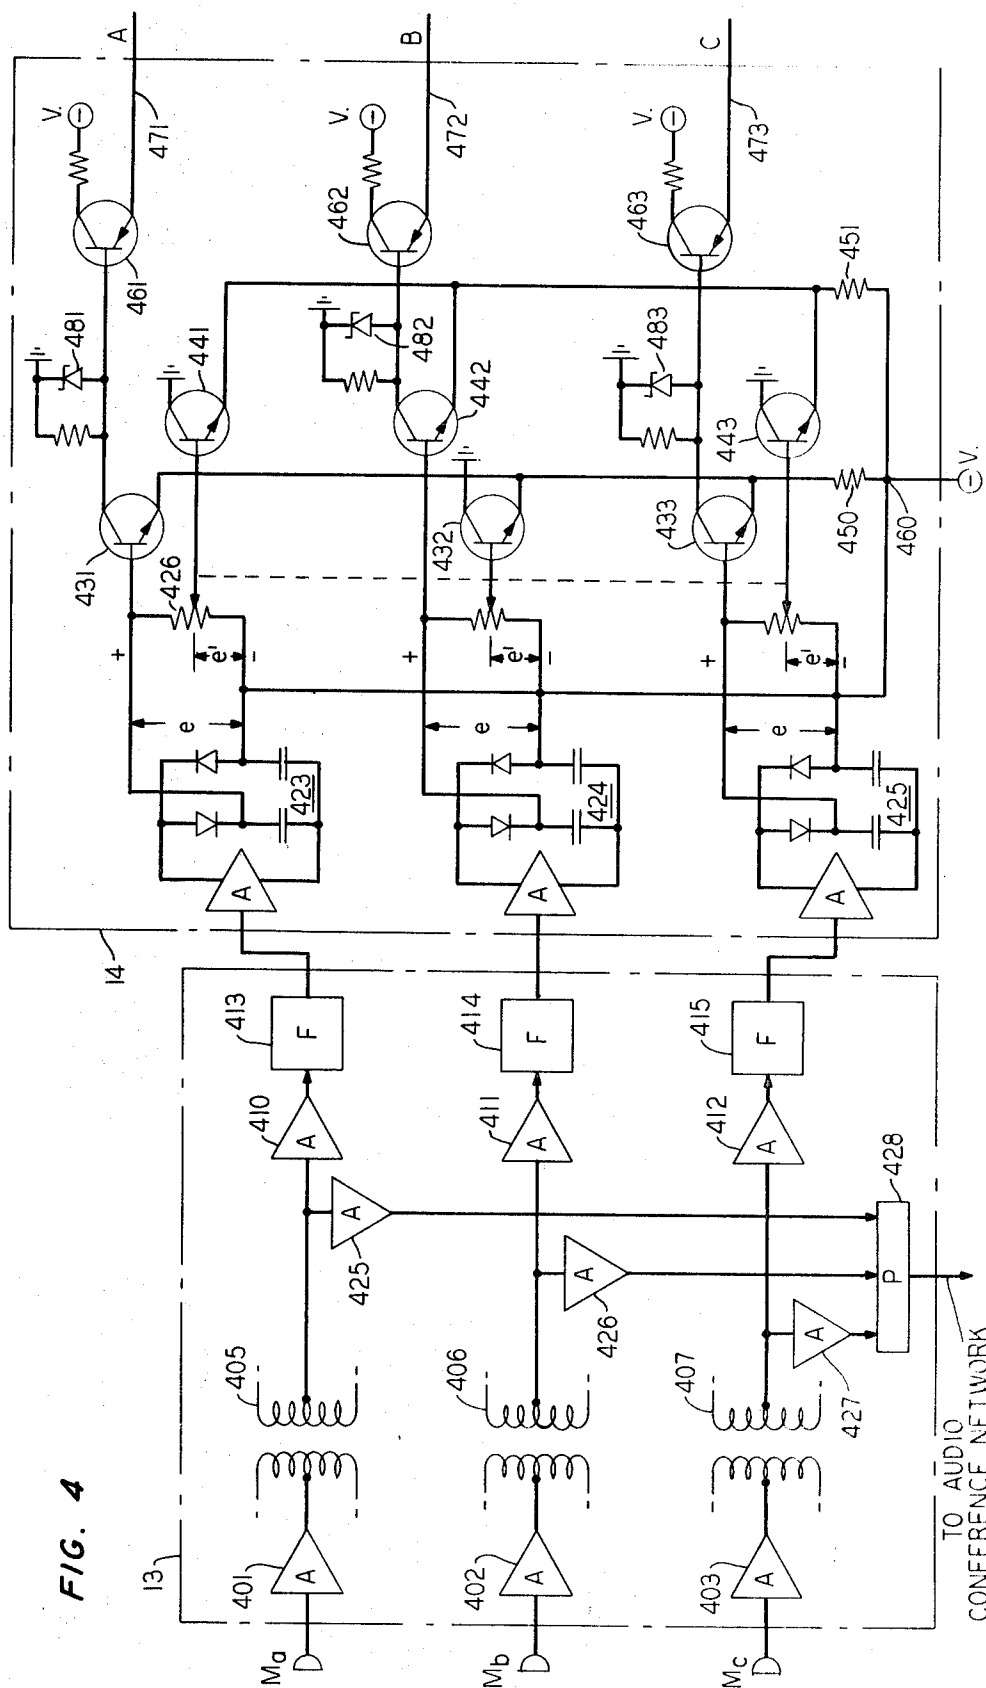 FIG. 4
13
14
Ma
401
A
405
425
A
410
A
413
F
A
423
e
e'
+
-
426
431
441
481
461
V.
471
A
Mb
402
A
406
426
A
411
A
414
F
A
424
e
e'
+
-
432
442
482
462
V.
472
B
Mc
403
A
407
427
A
412
A
415
F
A
425
e
e'
+
-
433
443
483
463
V.
473
C
428
P
450
451
460
V.
TO AUDIO
CONFERENCE NETWORK